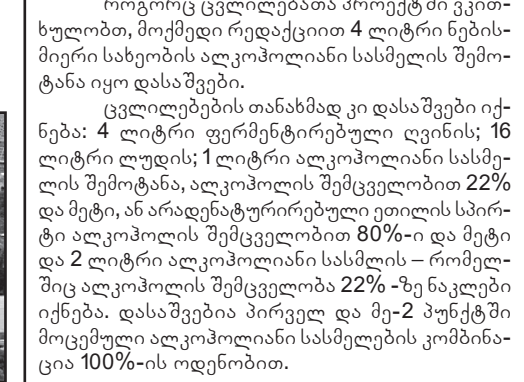 როგორც ცვლილებათა პროექტში ვკით-
ხულობთ, მოქმედი რედაქციით 4 ლიტრი ნების-
მიერი სახეობის ალკოჰოლიანი სასმელის შემო-
ტანა იყო დასაშვები.
ცვლილებების თანახმად კი დასაშვები იქ-
ნება: 4 ლიტრი ფერმენტირებული ღვინის; 16
ლიტრი ლუდის; 1 ლიტრი ალკოჰოლიანი სასმე-
ლის შემოტანა, ალკოჰოლის შემცველობით 22%
და მეტი, ან არადენატურირებული ეთილის სპირ-
ტი ალკოჰოლის შემცველობით 80%-ი და მეტი
და 2 ლიტრი ალკოჰოლიანი სასმლის – რომელ-
შიც ალკოჰოლის შემცველობა 22% -ზე ნაკლები
იქნება. დასაშვებია პირველ და მე-2 პუნქტში
მოცემული ალკოჰოლიანი სასმელების კომბინა-
ცია 100%-ის ოდენობით.